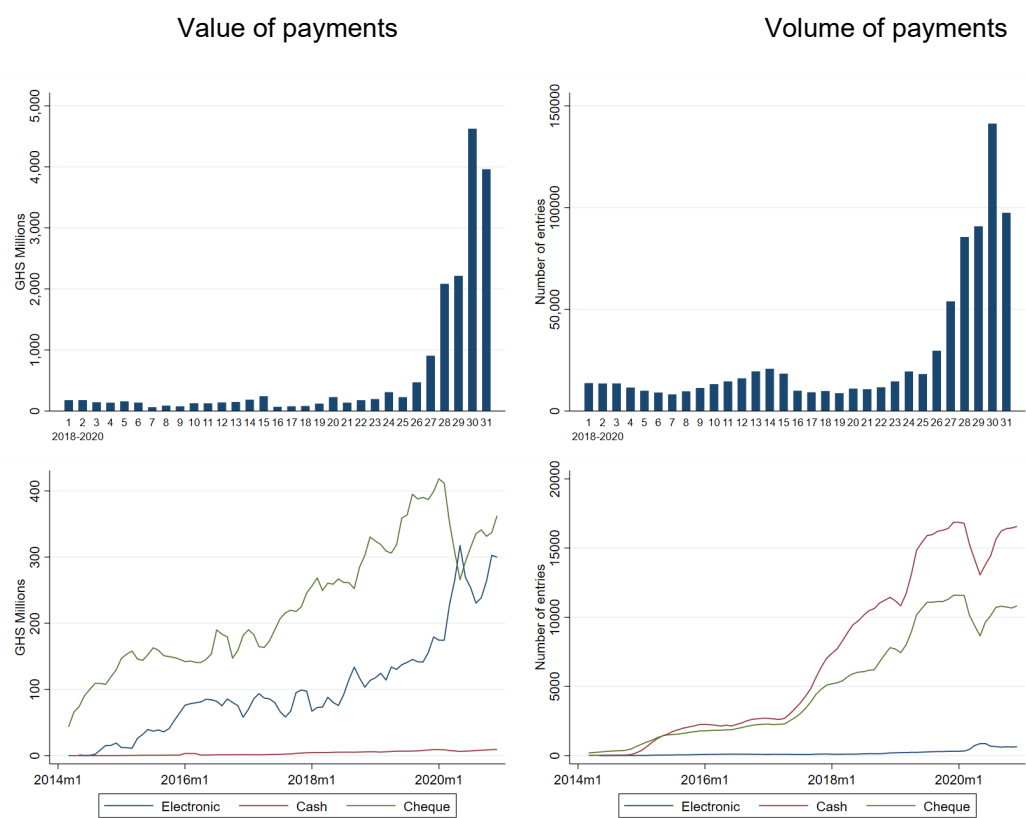 Value of payments
Volume of payments
5,000
4,000
3,000
2,000
1,000
0
GHS Millions
1 2 3 4 5 6 7 8 9 10 11 12 13 14 15 16 17 18 19 20 21 22 23 24 25 26 27 28 29 30 31
2018-2020
150000
100000
50,000
0
Number of entries
1 2 3 4 5 6 7 8 9 10 11 12 13 14 15 16 17 18 19 20 21 22 23 24 25 26 27 28 29 30 31
2018-2020
400
300
200
100
0
GHS Millions
2014m1 2016m1 2018m1 2020m1
Electronic Cash Cheque
20000
15000
10000
5000
0
Number of entries
2014m1 2016m1 2018m1 2020m1
Electronic Cash Cheque